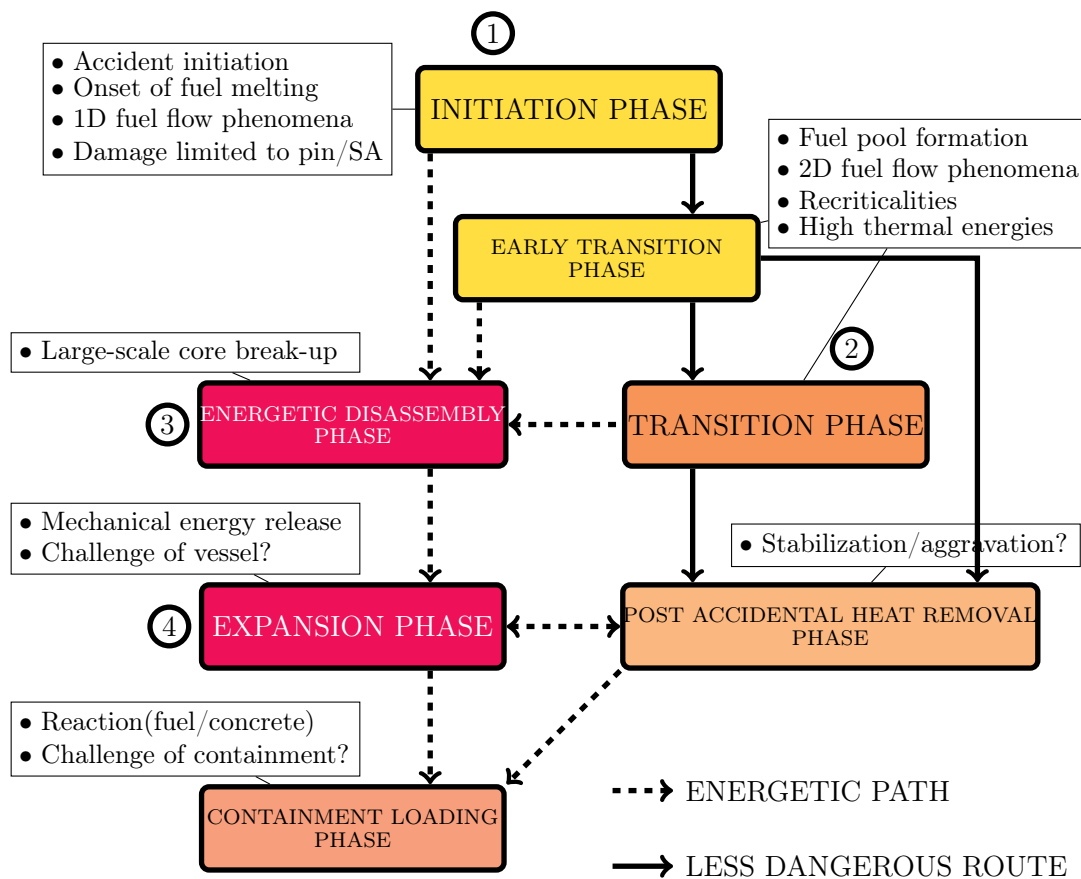 1
● Accident initiation
● Onset of fuel melting
● 1D fuel flow phenomena
● Damage limited to pin/SA
INITIATION PHASE
● Fuel pool formation
● 2D fuel flow phenomena
● Recriticalities
● High thermal energies
EARLY TRANSITION
PHASE
● Large-scale core break-up
2
3
ENERGETIC DISASSEMBLY
PHASE
TRANSITION PHASE
● Mechanical energy release
● Challenge of vessel?
● Stabilization/aggravation?
4
EXPANSION PHASE
POST ACCIDENTAL HEAT REMOVAL
PHASE
● Reaction(fuel/concrete)
● Challenge of containment?
CONTAINMENT LOADING
PHASE
ENERGETIC PATH
LESS DANGEROUS ROUTE